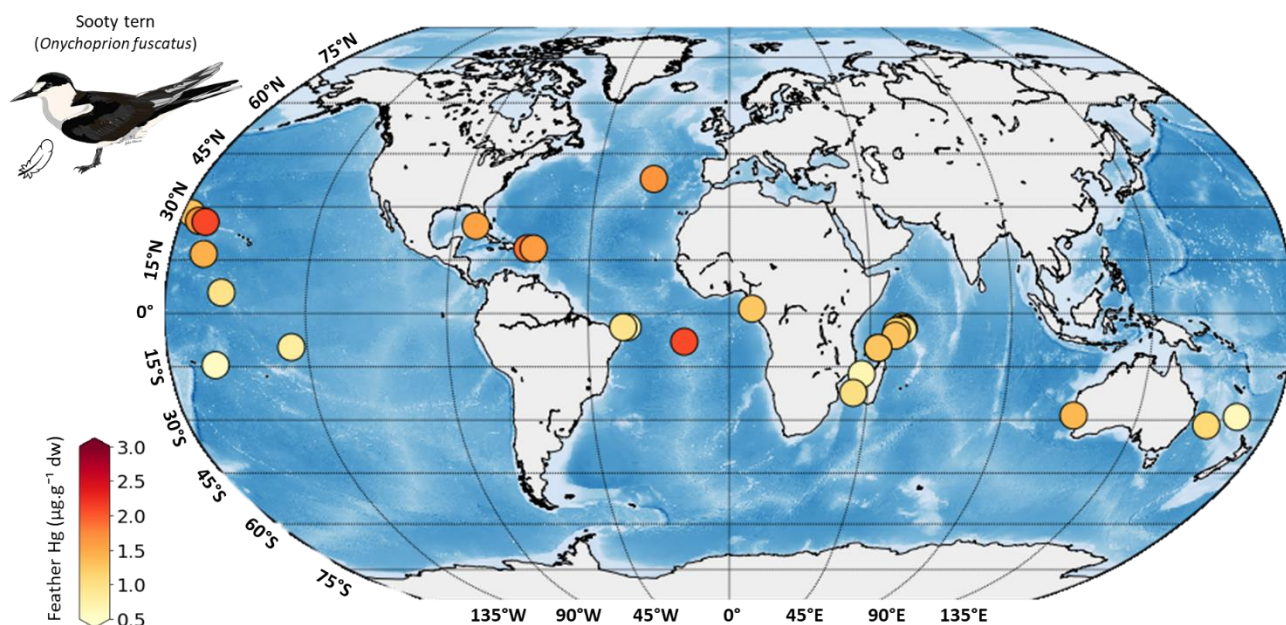 Sooty tern
(Onychoprion fuscatus)
75°N
60°N
45°N
30°N
15°N
0°
15°S
30°S
45°S
60°S
75°S
Feather Hg (µg.g⁻¹ dw)
3.0
2.5
2.0
1.5
1.0
0.5
135°W 90°W 45°W 0° 45°E 90°E 135°E